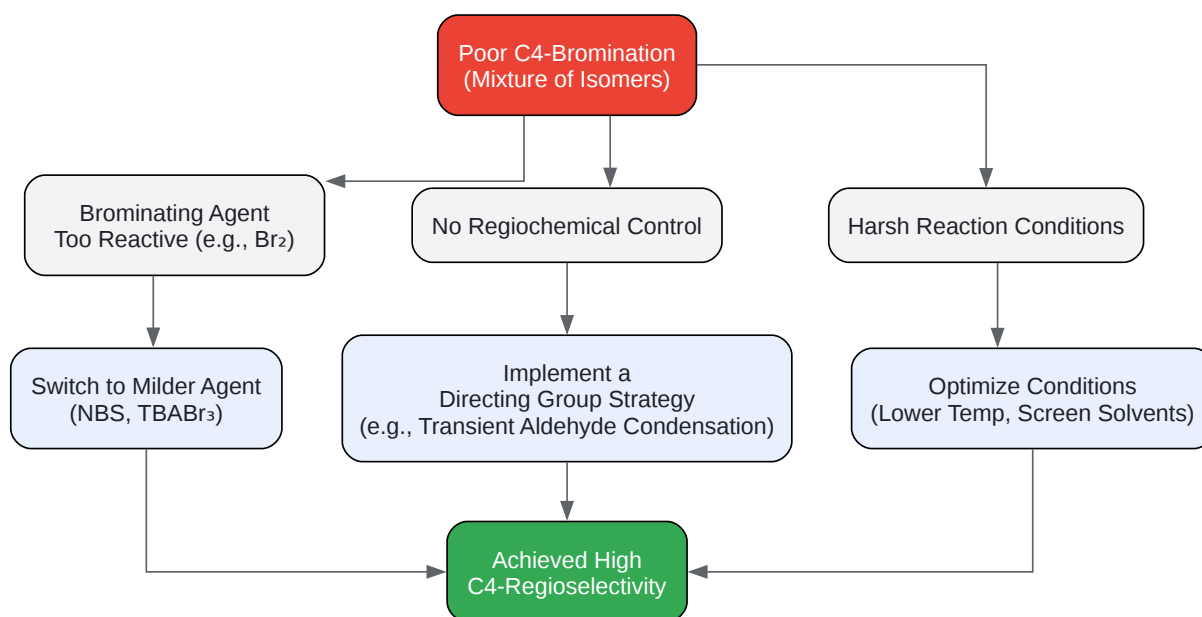 Poor C4-Bromination
(Mixture of Isomers)
Brominating Agent
Too Reactive (e.g., Br₂)
No Regiochemical Control
Harsh Reaction Conditions
Switch to Milder Agent
(NBS, TBABr₃)
Implement a
Directing Group Strategy
(e.g., Transient Aldehyde Condensation)
Optimize Conditions
(Lower Temp, Screen Solvents)
Achieved High
C4-Regioselectivity